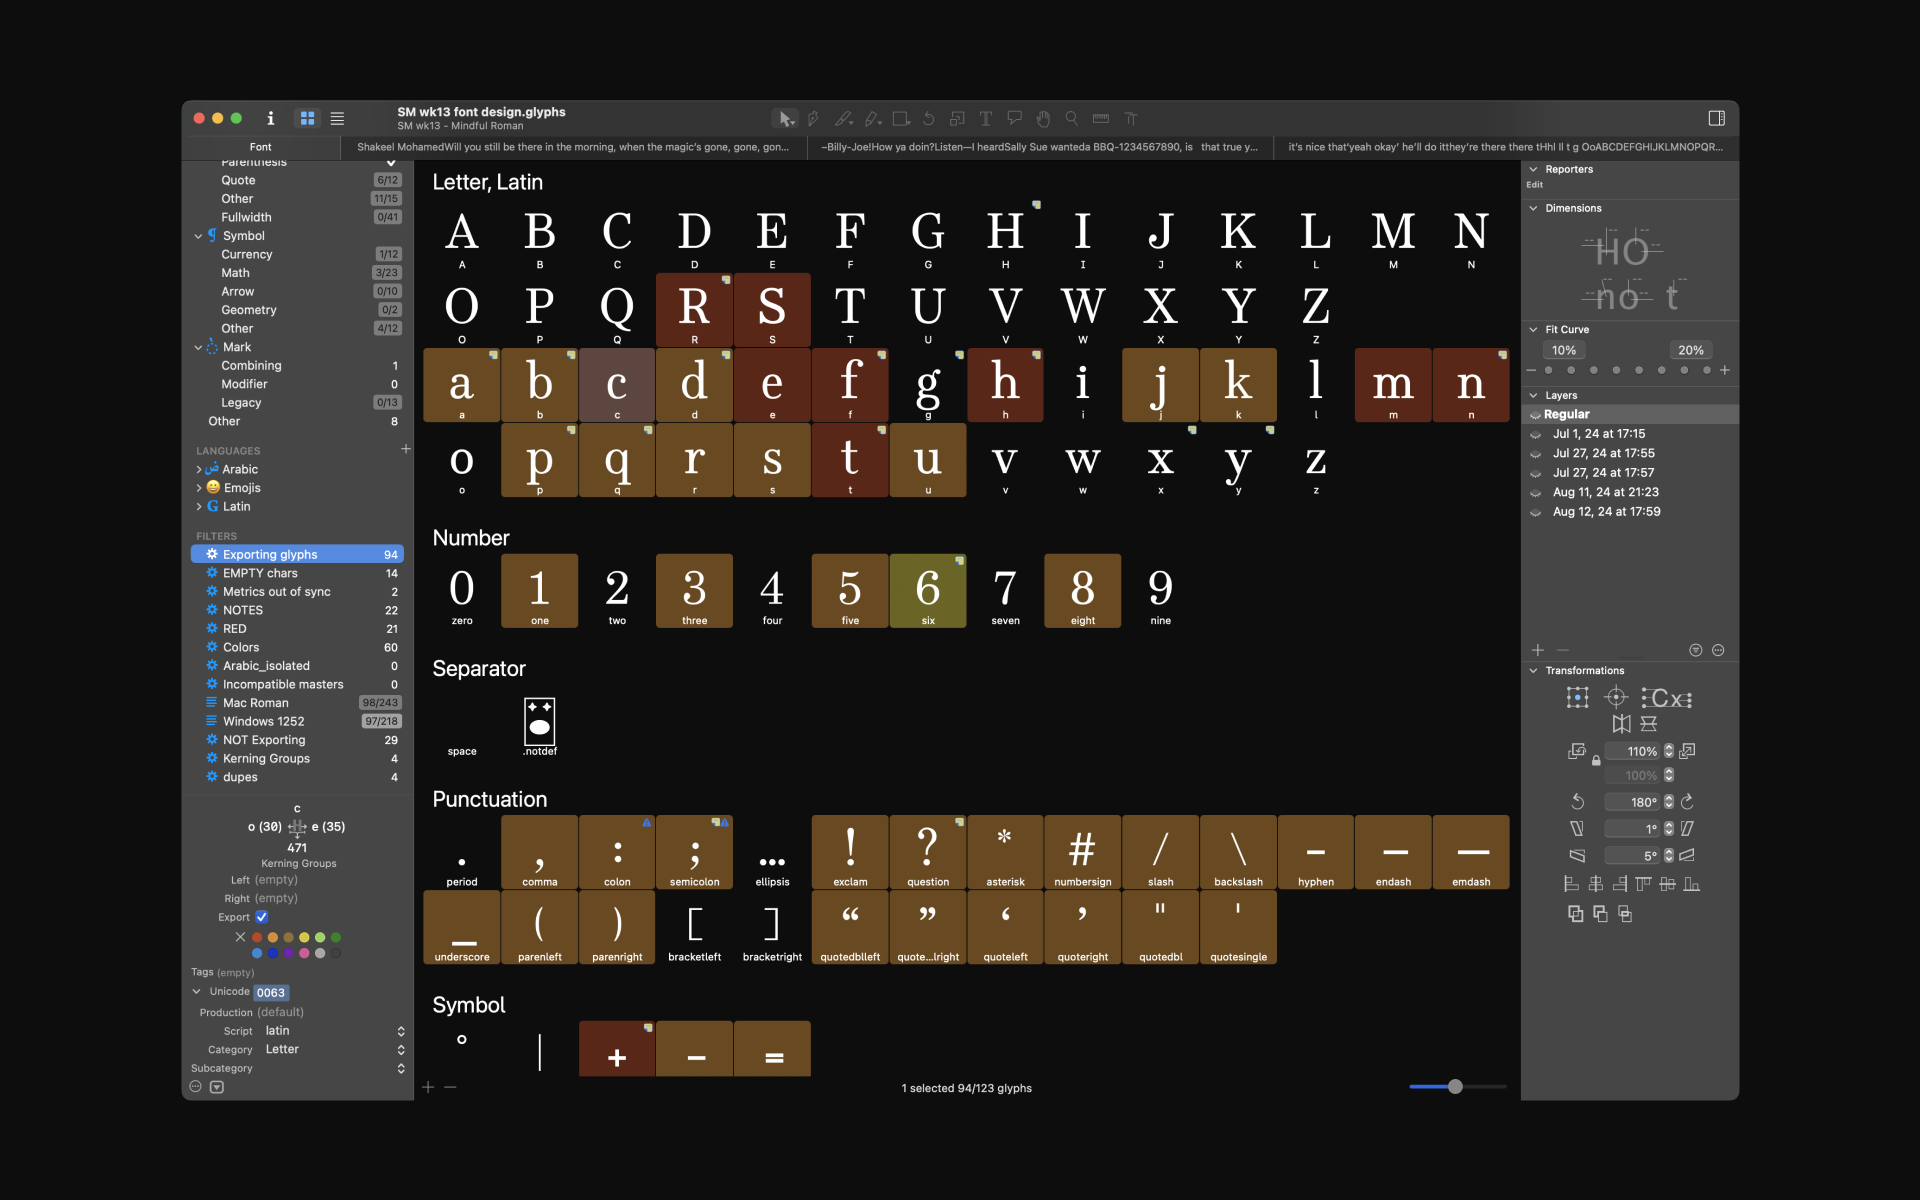 SM wk13 font design.glyphs
SM wk13 - Mindful Roman
Font
Shakeel MohamedWill you still be there in the morning, when the magic's gone, gone, gon...
–Billy-Joe!How ya doin?Listen—I heardSally Sue wanteda BBQ-1234567890, is that true y...
it's nice that'yeah okay' he'll do itthey're there there tHhI Il t g OoABCDEFGHIJKLMNOPQR...
Parenthesis
Quote 6/12
Other 11/15
Fullwidth 0/41
Symbol
Currency 1/12
Math 3/23
Arrow 0/10
Geometry 0/2
Other 4/12
Mark
Combining 1
Modifier 0
Legacy 0/13
Other 8
LANGUAGES
Arabic
Emojis
Latin
FILTERS
Exporting glyphs 94
EMPTY chars 14
Metrics out of sync 2
NOTES 22
RED 21
Colors 60
Arabic_isolated 0
Incompatible masters 0
Mac Roman 98/243
Windows 1252 97/218
NOT Exporting 29
Kerning Groups 4
dupes 4
c
o (30) H e (35)
471
Kerning Groups
Left (empty)
Right (empty)
Export
Tags (empty)
Unicode 0063
Production (default)
Script latin
Category Letter
Subcategory
Letter, Latin
A B C D E F G H I J K L M N
A B C D E F G H I J K L M N
O P Q R S T U V W X Y Z
O P Q R S T U V W X Y Z
a b c d e f g h i j k l m n
a b c d e f g h i j k l m n
o p q r s t u v w x y z
o p q r s t u v w x y z
Number
0 1 2 3 4 5 6 7 8 9
zero one two three four five six seven eight nine
Separator
space .notdef
Punctuation
. , : ; … ! ? * # / \ - – —
period comma colon semicolon ellipsis exclam question asterisk numbersign slash backslash hyphen endash emdash
_ ( ) [ ] “ ” ‘ ’ " '
underscore parenleft parenright bracketleft bracketright quotedblleft quote...lright quoteleft quoteright quotedbl quotesingle
Symbol
° | + − =
1 selected 94/123 glyphs
Reporters
Edit
Dimensions
HO
no t
Fit Curve
10% 20%
Layers
Regular
Jul 1, 24 at 17:15
Jul 27, 24 at 17:55
Jul 27, 24 at 17:57
Aug 11, 24 at 21:23
Aug 12, 24 at 17:59
Transformations
Cx
110%
100%
180°
1°
5°